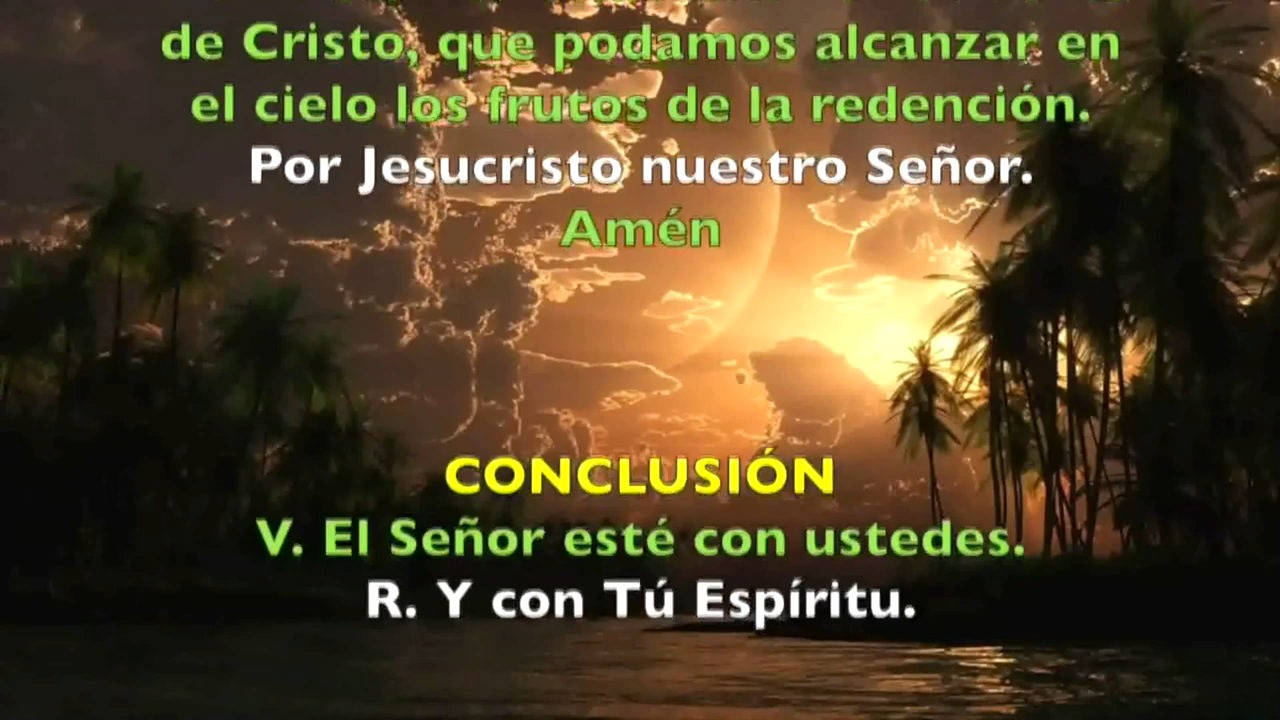 de Cristo, que podamos alcanzar en
el cielo los frutos de la redención.
Por Jesucristo nuestro Señor.
Amén
CONCLUSIÓN
V. El Señor esté con ustedes.
R. Y con Tú Espíritu.